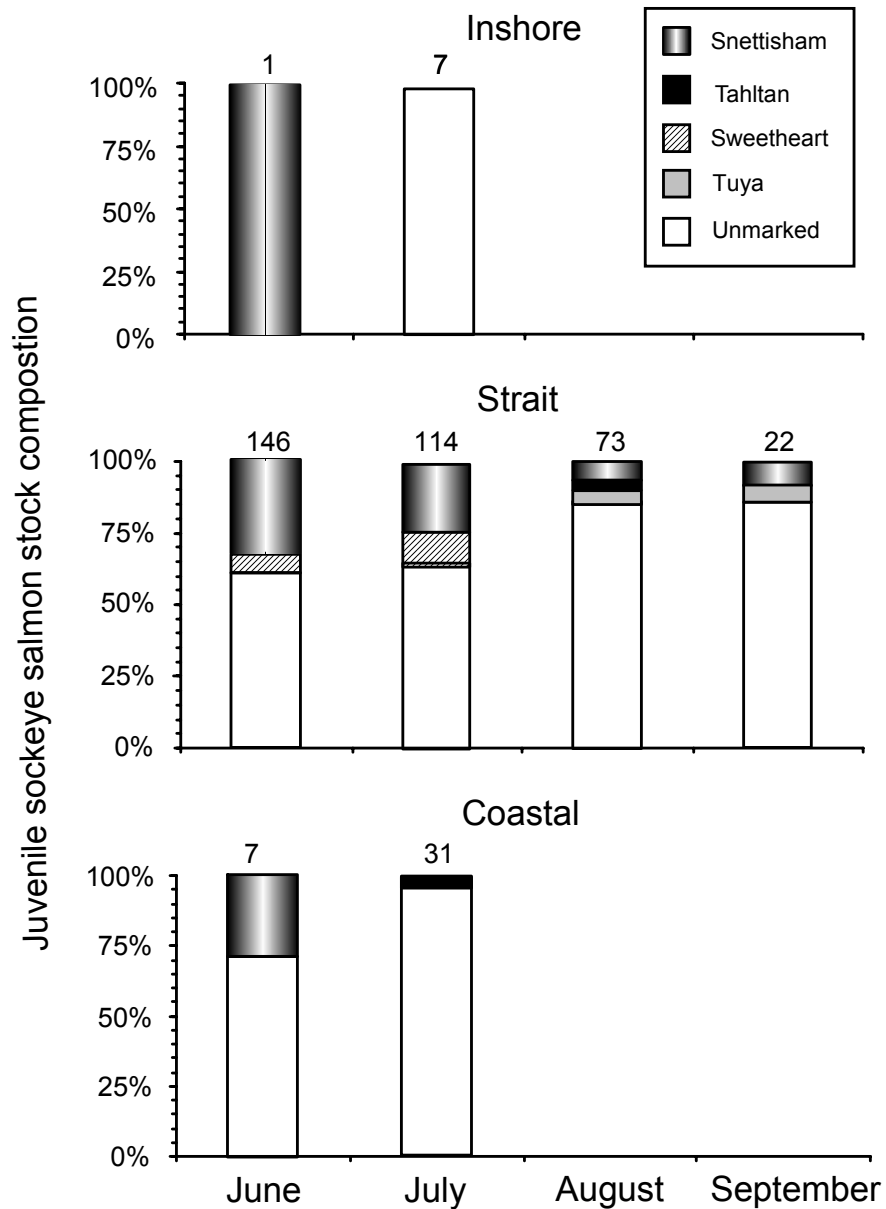 Inshore
Snettisham
Tahltan
Sweetheart
Tuya
Unmarked
1
7
100%
75%
50%
25%
0%
Juvenile sockeye salmon stock compostion
Strait
146
114
73
22
100%
75%
50%
25%
0%
Coastal
7
31
100%
75%
50%
25%
0%
June
July
August
September